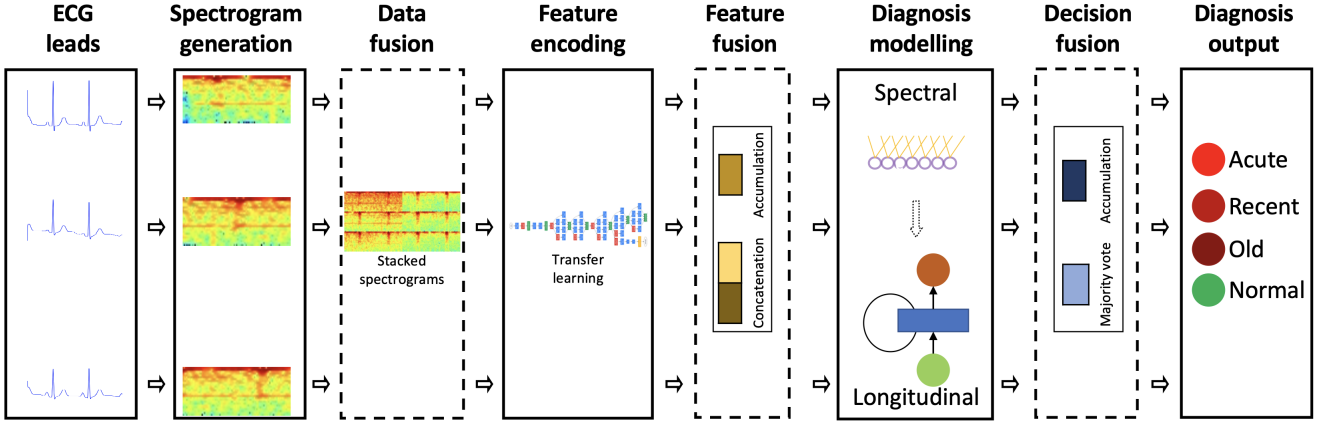 ECG
leads
Spectrogram
generation
Data
fusion
Feature
encoding
Feature
fusion
Diagnosis
modelling
Decision
fusion
Diagnosis
output
Stacked
spectrograms
Transfer
learning
Accumulation
Concatenation
Spectral
Longitudinal
Accumulation
Majority vote
Acute
Recent
Old
Normal